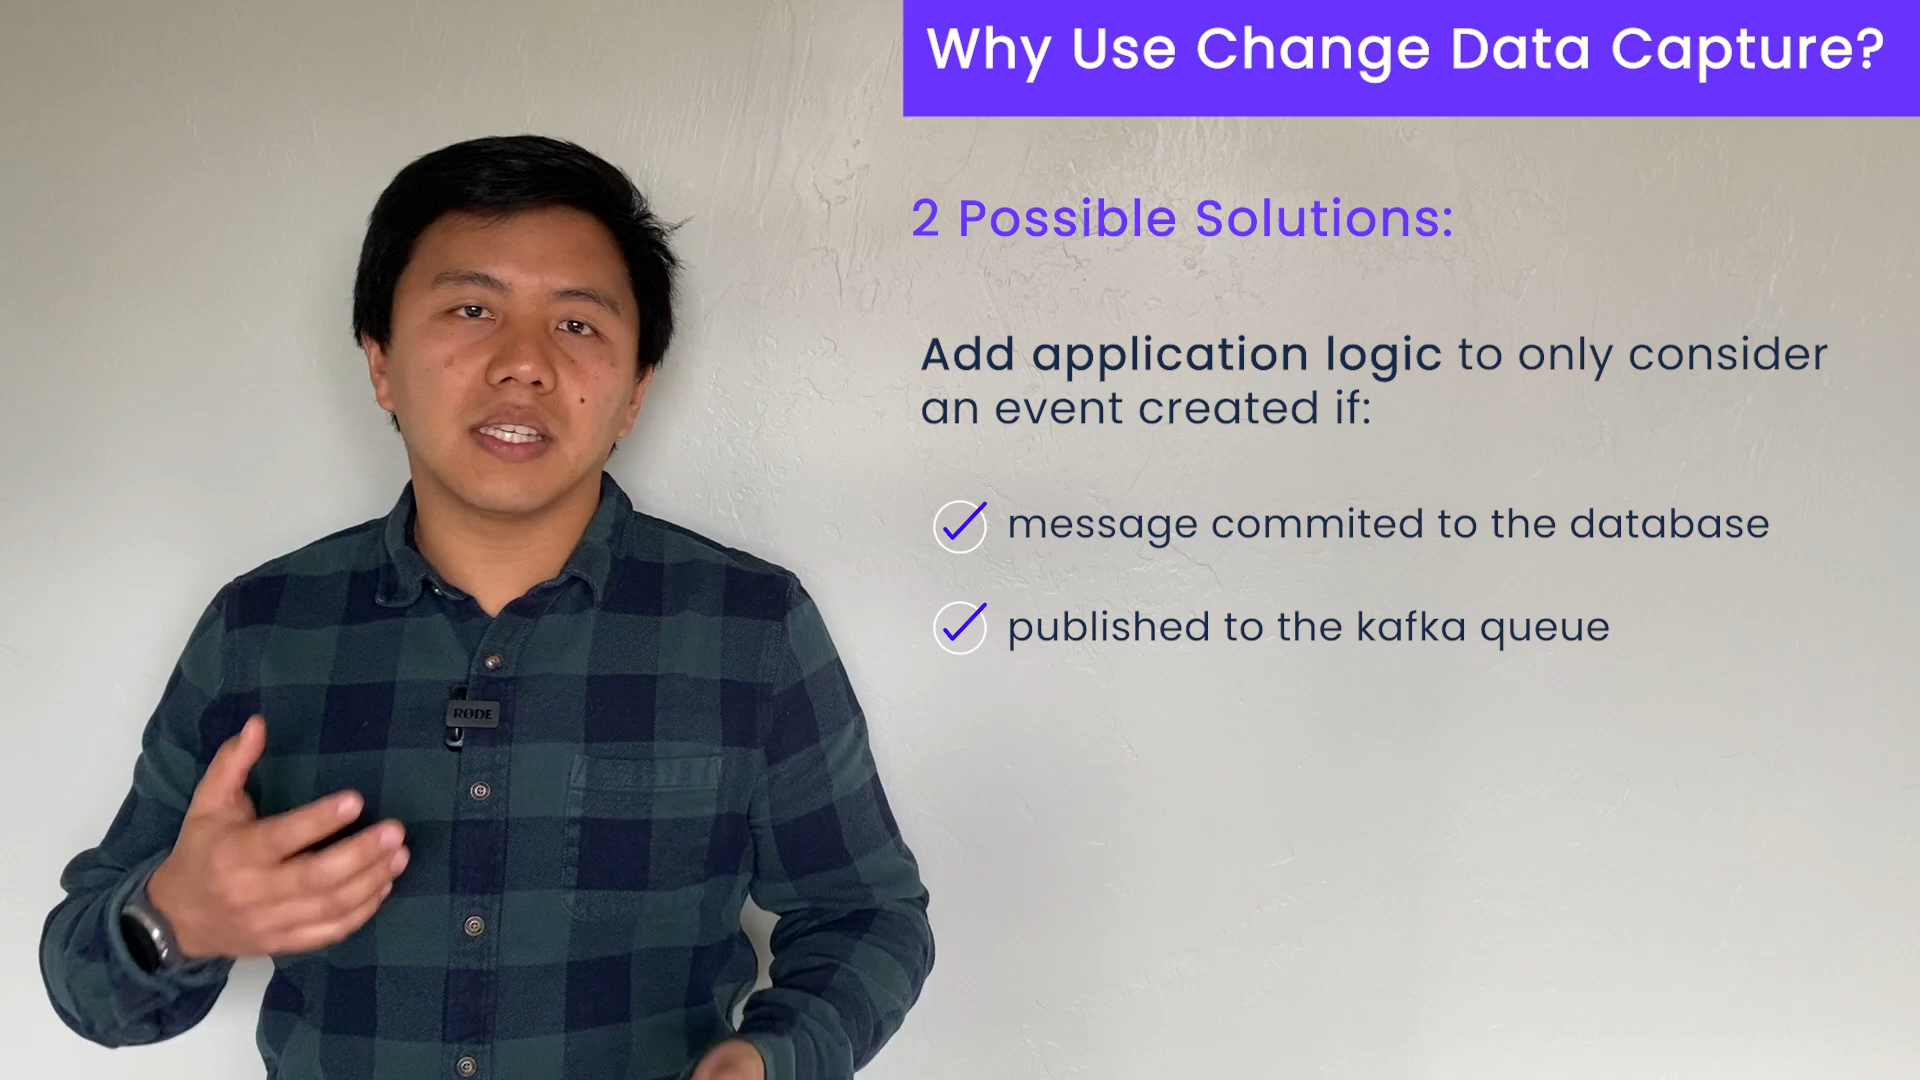 Why Use Change Data Capture?
2 Possible Solutions:
Add application logic to only consider
an event created if:
message commited to the database
published to the kafka queue
RØDE